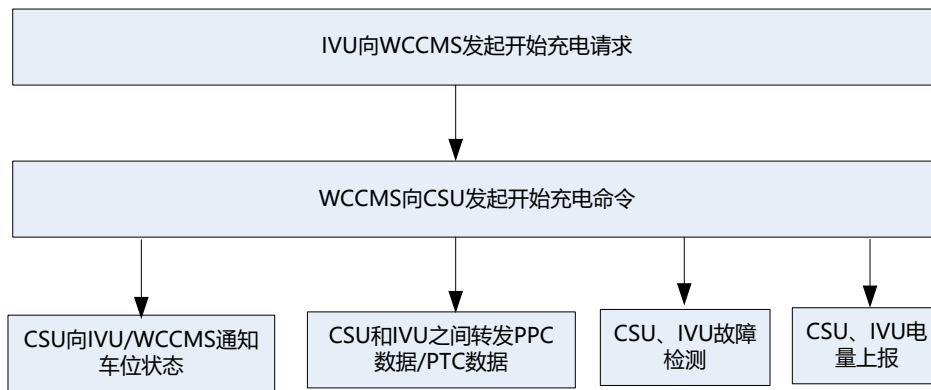 IVU向WCCMS发起开始充电请求
WCCMS向CSU发起开始充电命令
CSU向IVU/WCCMS通知
车位状态
CSU和IVU之间转发PPC
数据/PTC数据
CSU、IVU故障
检测
CSU、IVU电
量上报